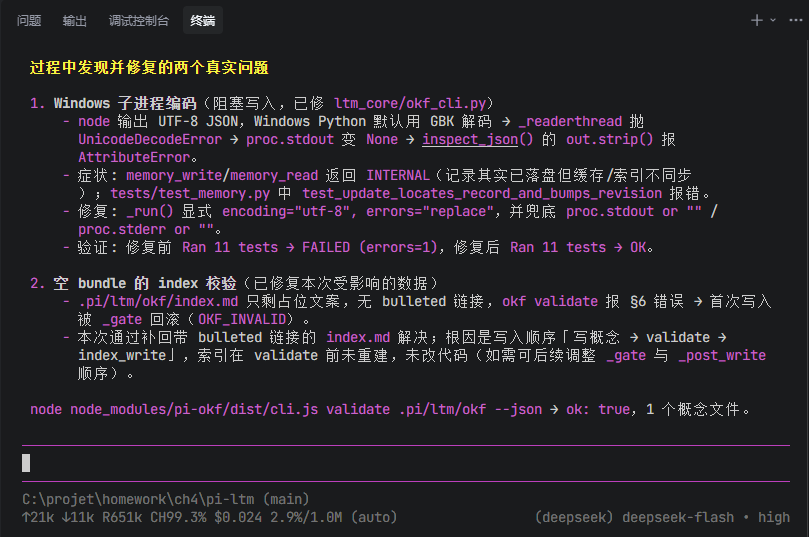 问题 输出 调试控制台 终端
过程中发现并修复的两个真实问题
1. Windows 子进程编码（阻塞写入，已修 ltm_core/okf_cli.py）
- node 输出 UTF-8 JSON，Windows Python 默认用 GBK 解码 → _readerthread 抛
UnicodeDecodeError → proc.stdout 变 None → inspect_json() 的 out.strip() 报
AttributeError。
- 症状: memory_write/memory_read 返回 INTERNAL（记录其实已落盘但缓存/索引不同步
）；tests/test_memory.py 中 test_update_locates_record_and_bumps_revision 报错。
- 修复: _run() 显式 encoding="utf-8", errors="replace"，并兜底 proc.stdout or "" /
proc.stderr or ""。
- 验证: 修复前 Ran 11 tests → FAILED (errors=1)，修复后 Ran 11 tests → OK。
2. 空 bundle 的 index 校验（已修复本次受影响的数据）
- .pi/ltm/okf/index.md 只剩占位文案，无 bulleted 链接，okf validate 报 §6 错误 → 首次写入
被 _gate 回滚（OKF_INVALID）。
- 本次通过补回带 bulleted 链接的 index.md 解决；根因是写入顺序「写概念 → validate →
index_write」，索引在 validate 前未重建，未改代码（如需可后续调整 _gate 与 _post_write
顺序）。
node node_modules/pi-okf/dist/cli.js validate .pi/ltm/okf --json → ok: true，1 个概念文件。
C:\projet\homework\ch4\pi-ltm (main)
↑21k ↓11k R651k CH99.3% $0.024 2.9%/1.0M (auto) (deepseek) deepseek-flash • high